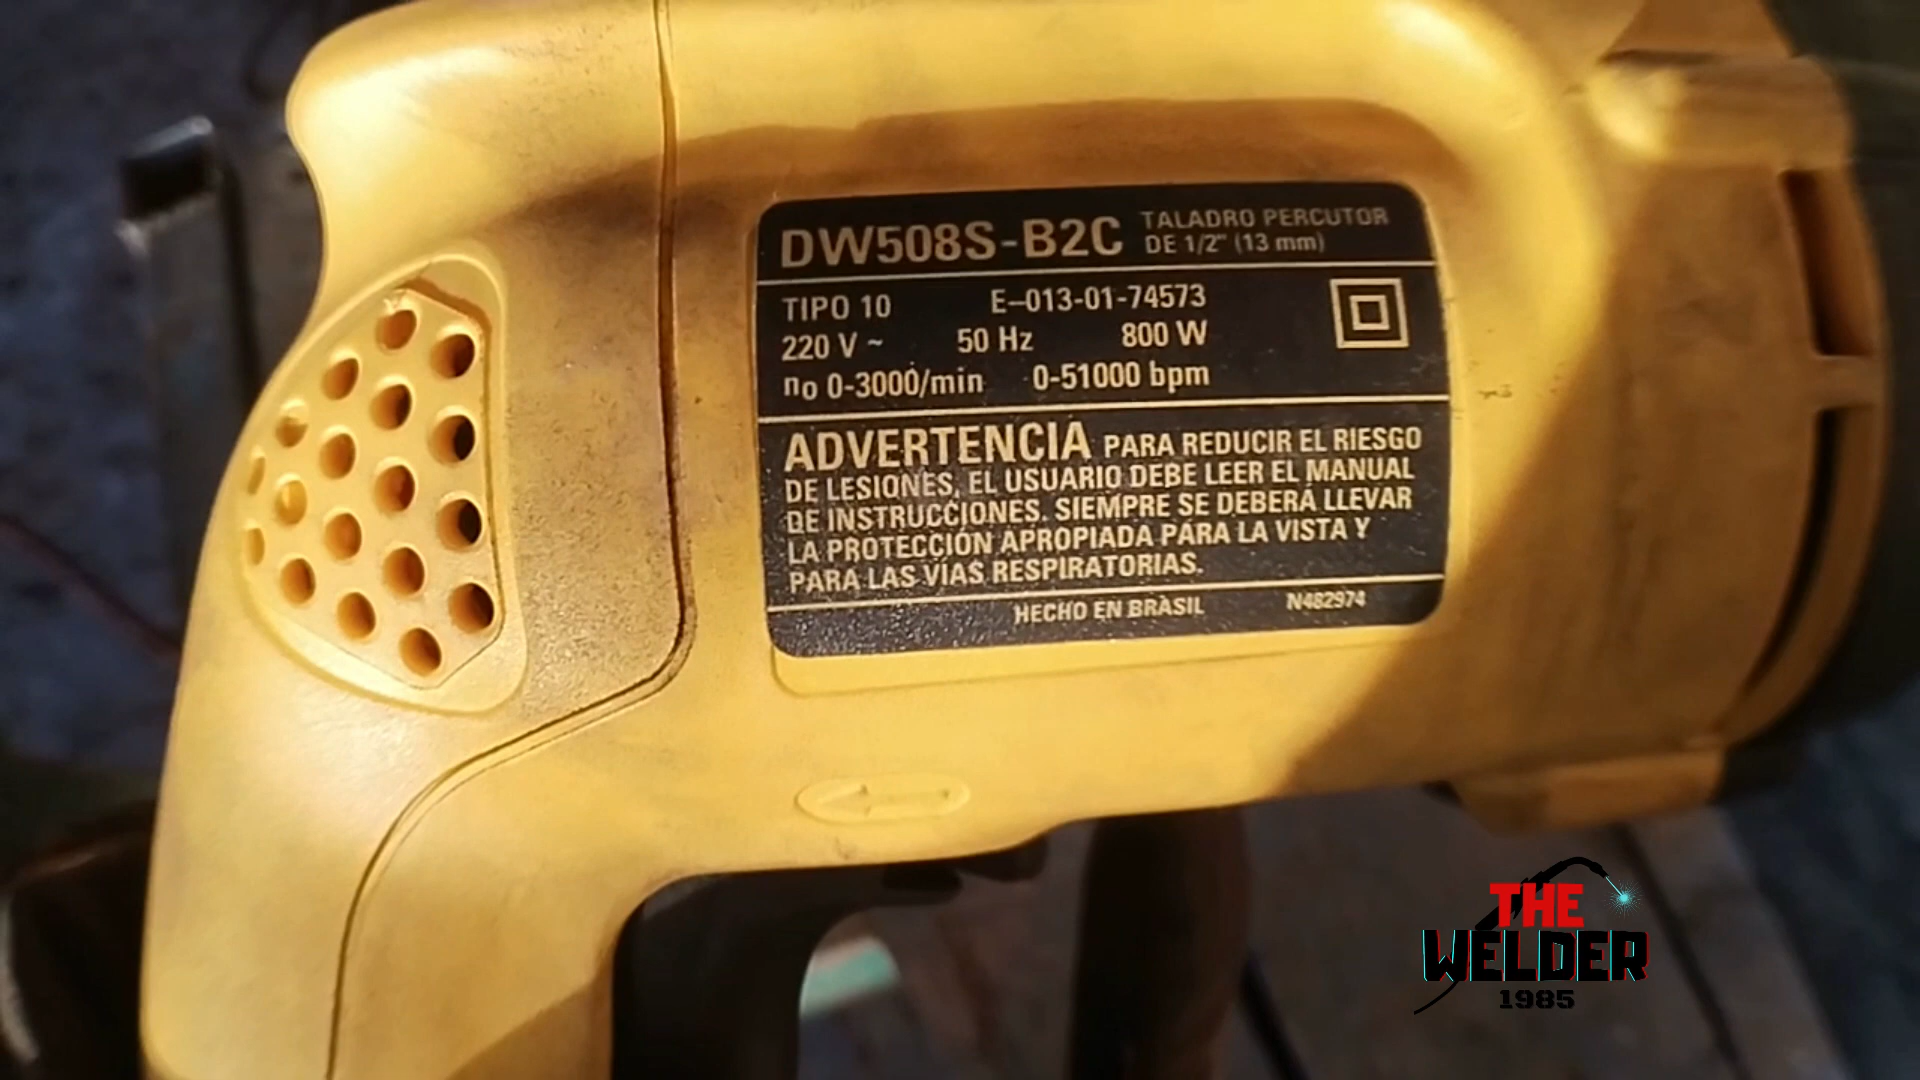 DW508S-B2C TALADRO PERCUTOR
DE 1/2" (13 mm)
TIPO 10 E-013-01-74573
220 V ~ 50 Hz 800 W
no 0-3000/min 0-51000 bpm
ADVERTENCIA PARA REDUCIR EL RIESGO
DE LESIONES, EL USUARIO DEBE LEER EL MANUAL
DE INSTRUCCIONES. SIEMPRE SE DEBERÁ LLEVAR
LA PROTECCIÓN APROPIADA PARA LA VISTA Y
PARA LAS VÍAS RESPIRATORIAS.
HECHO EN BRASIL N482974
THE
WELDER
1985